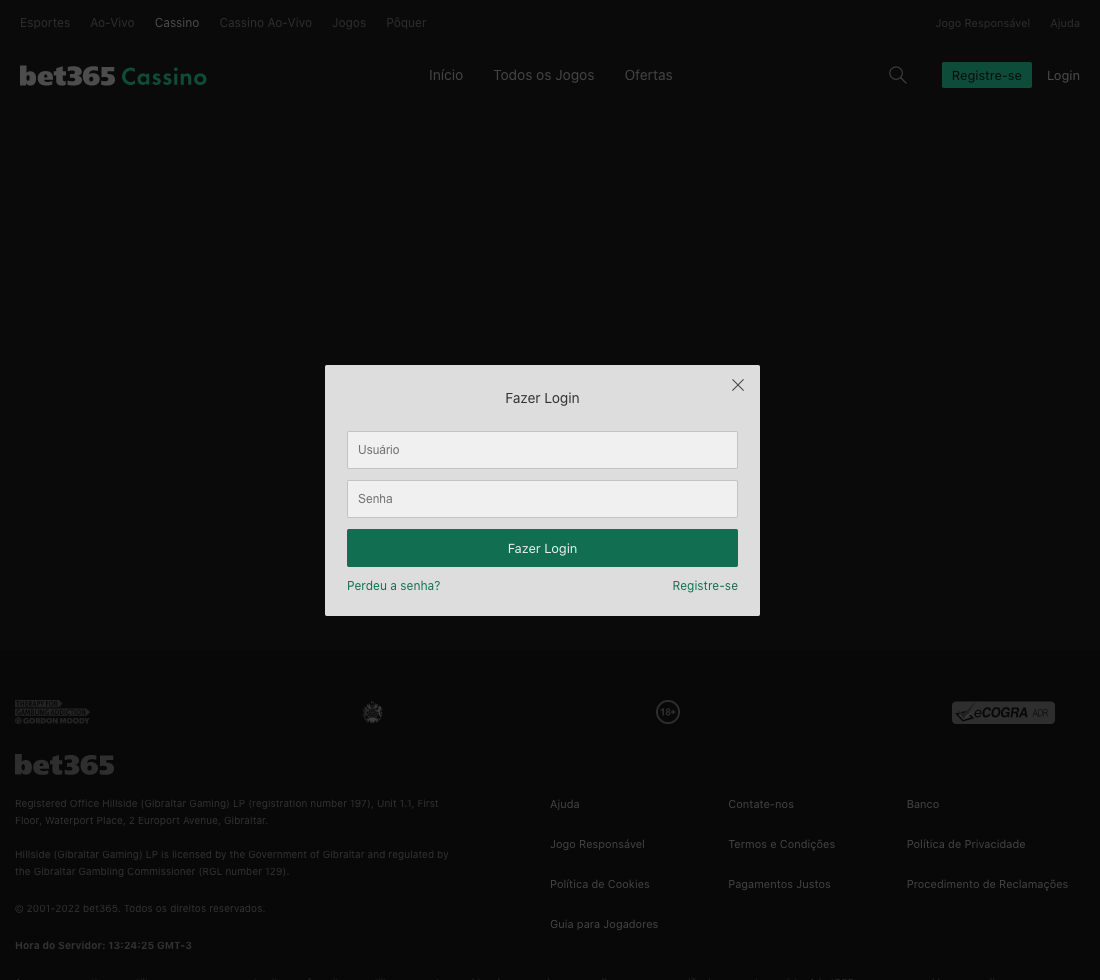 Esportes Ao-Vivo Cassino Cassino Ao-Vivo Jogos Pôquer Jogo Responsável Ajuda
bet365 Cassino Início Todos os Jogos Ofertas Registre-se Login
Fazer Login
Usuário
Senha
Fazer Login
Perdeu a senha? Registre-se
THERAPY FOR
GAMBLING ADDICTION
GORDON MOODY
18+
eCOGRA ADR
bet365
Registered Office Hillside (Gibraltar Gaming) LP (registration number 197), Unit 1.1, First
Floor, Waterport Place, 2 Europort Avenue, Gibraltar.
Hillside (Gibraltar Gaming) LP is licensed by the Government of Gibraltar and regulated by
the Gibraltar Gambling Commissioner (RGL number 129).
© 2001-2022 bet365. Todos os direitos reservados.
Hora do Servidor: 13:24:25 GMT-3
Ajuda Contate-nos Banco
Jogo Responsável Termos e Condições Política de Privacidade
Política de Cookies Pagamentos Justos Procedimento de Reclamações
Guia para Jogadores